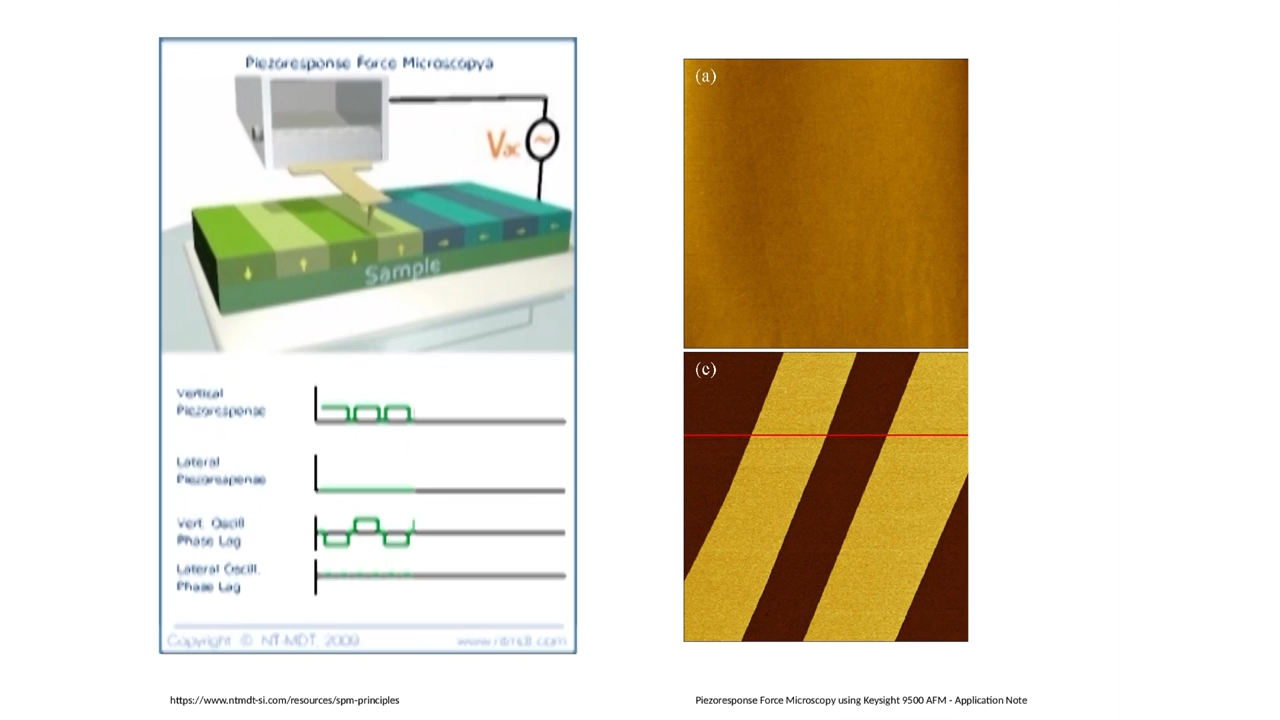 Piezoresponse Force Microscopya
Vac
Sample
Vertical
Piezoresponse
Lateral
Piezoresponse
Vert. Oscill
Phase Lag
Lateral Oscill.
Phase Lag
Copyright © NT-MDT, 2009
www.ntmdt.com
(a)
(c)
https://www.ntmdt-si.com/resources/spm-principles
Piezoresponse Force Microscopy using Keysight 9500 AFM - Application Note